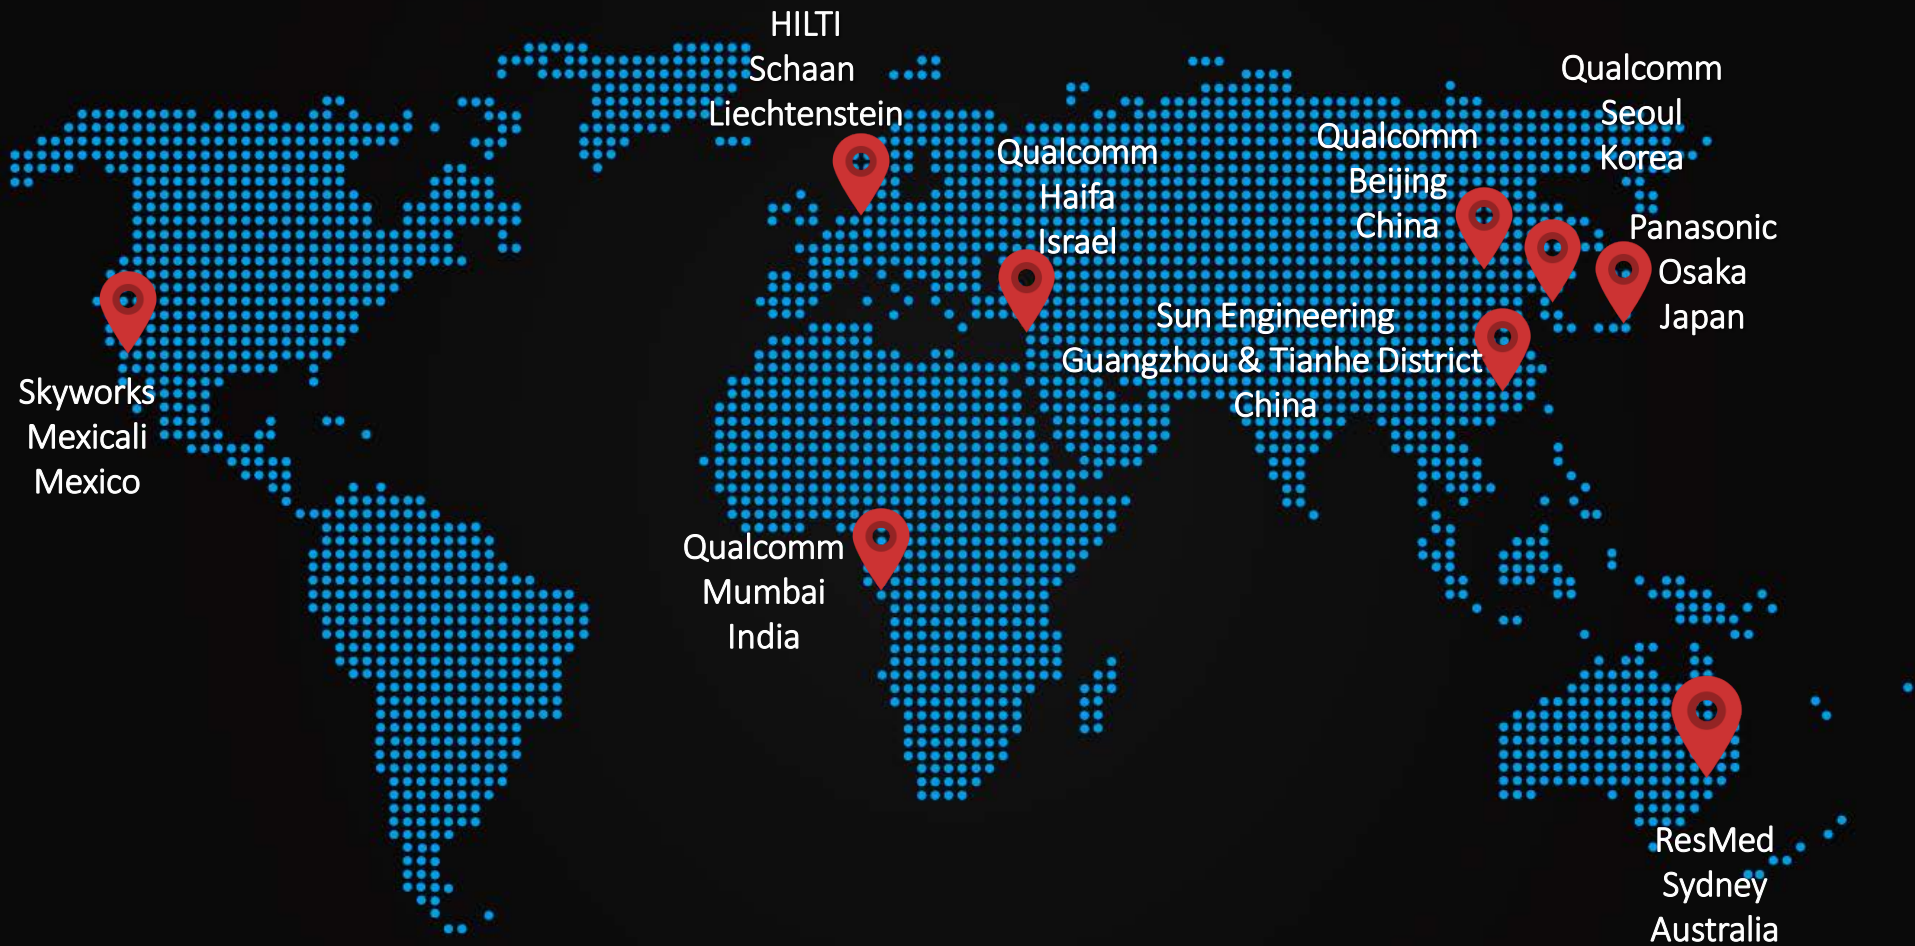 HILTI
Schaan
Liechtenstein
Qualcomm
Seoul
Korea
Qualcomm
Beijing
China
Qualcomm
Haifa
Israel
Panasonic
Osaka
Japan
Sun Engineering
Guangzhou & Tianhe District
China
Skyworks
Mexicali
Mexico
Qualcomm
Mumbai
India
ResMed
Sydney
Australia